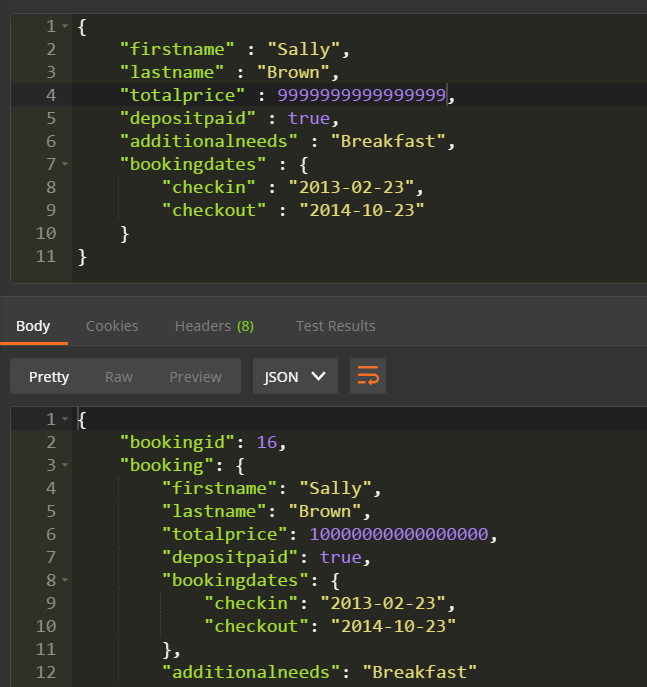 1 {
2 "firstname" : "Sally",
3 "lastname" : "Brown",
4 "totalprice" : 9999999999999999,
5 "depositpaid" : true,
6 "additionalneeds" : "Breakfast",
7 "bookingdates" : {
8 "checkin" : "2013-02-23",
9 "checkout" : "2014-10-23"
10 }
11 }
Body Cookies Headers (8) Test Results
Pretty Raw Preview JSON
1 {
2 "bookingid": 16,
3 "booking": {
4 "firstname": "Sally",
5 "lastname": "Brown",
6 "totalprice": 10000000000000000,
7 "depositpaid": true,
8 "bookingdates": {
9 "checkin": "2013-02-23",
10 "checkout": "2014-10-23"
11 },
12 "additionalneeds": "Breakfast"